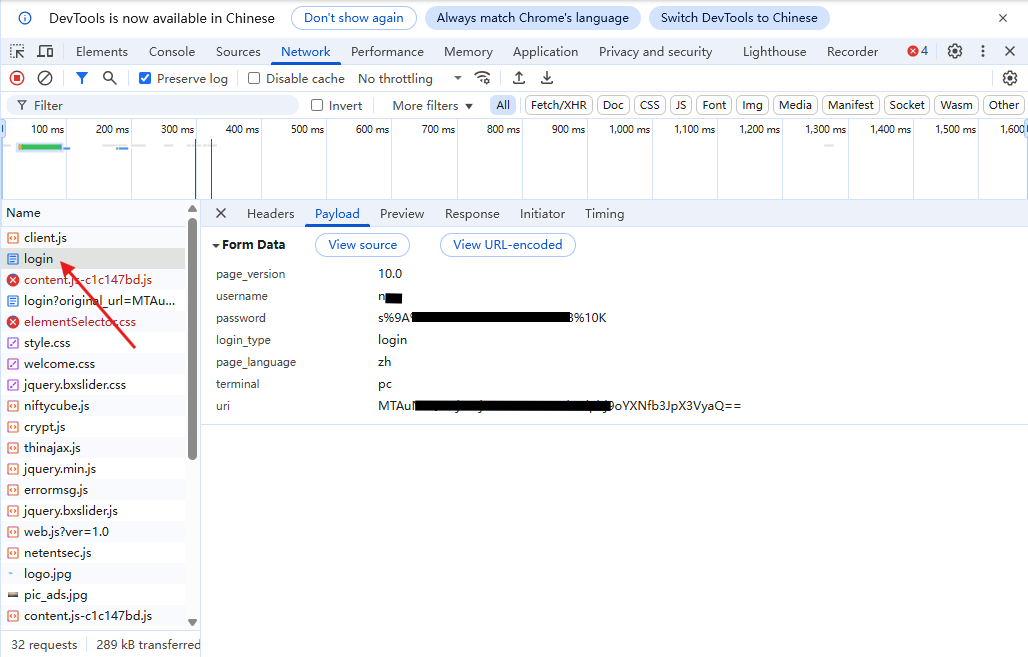 DevTools is now available in Chinese Don't show again Always match Chrome's language Switch DevTools to Chinese
Elements Console Sources Network Performance Memory Application Privacy and security Lighthouse Recorder 4
Preserve log Disable cache No throttling
Filter Invert More filters All Fetch/XHR Doc CSS JS Font Img Media Manifest Socket Wasm Other
100 ms 200 ms 300 ms 400 ms 500 ms 600 ms 700 ms 800 ms 900 ms 1,000 ms 1,100 ms 1,200 ms 1,300 ms 1,400 ms 1,500 ms 1,600
Name
client.js
login
content.js-c1c147bd.js
login?original_url=MTAu...
elementSelector.css
style.css
welcome.css
jquery.bxslider.css
niftycube.js
crypt.js
thinajax.js
jquery.min.js
errormsg.js
jquery.bxslider.js
web.js?ver=1.0
netentsec.js
logo.jpg
pic_ads.jpg
content.js-c1c147bd.js
32 requests 289 kB transferred
Headers Payload Preview Response Initiator Timing
Form Data View source View URL-encoded
page_version 10.0
username n
password s%9A 3%10K
login_type login
page_language zh
terminal pc
uri MTAu 9oYXNfb3JpX3VyaQ==